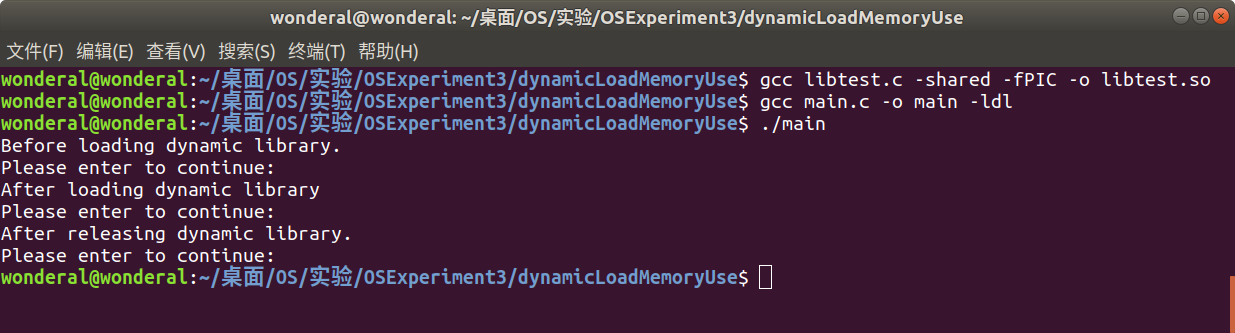 wonderal@wonderal: ~/桌面/OS/实验/OSExperiment3/dynamicLoadMemoryUse
文件(F) 编辑(E) 查看(V) 搜索(S) 终端(T) 帮助(H)
wonderal@wonderal:~/桌面/OS/实验/OSExperiment3/dynamicLoadMemoryUse$ gcc libtest.c -shared -fPIC -o libtest.so
wonderal@wonderal:~/桌面/OS/实验/OSExperiment3/dynamicLoadMemoryUse$ gcc main.c -o main -ldl
wonderal@wonderal:~/桌面/OS/实验/OSExperiment3/dynamicLoadMemoryUse$ ./main
Before loading dynamic library.
Please enter to continue:
After loading dynamic library
Please enter to continue:
After releasing dynamic library.
Please enter to continue:
wonderal@wonderal:~/桌面/OS/实验/OSExperiment3/dynamicLoadMemoryUse$